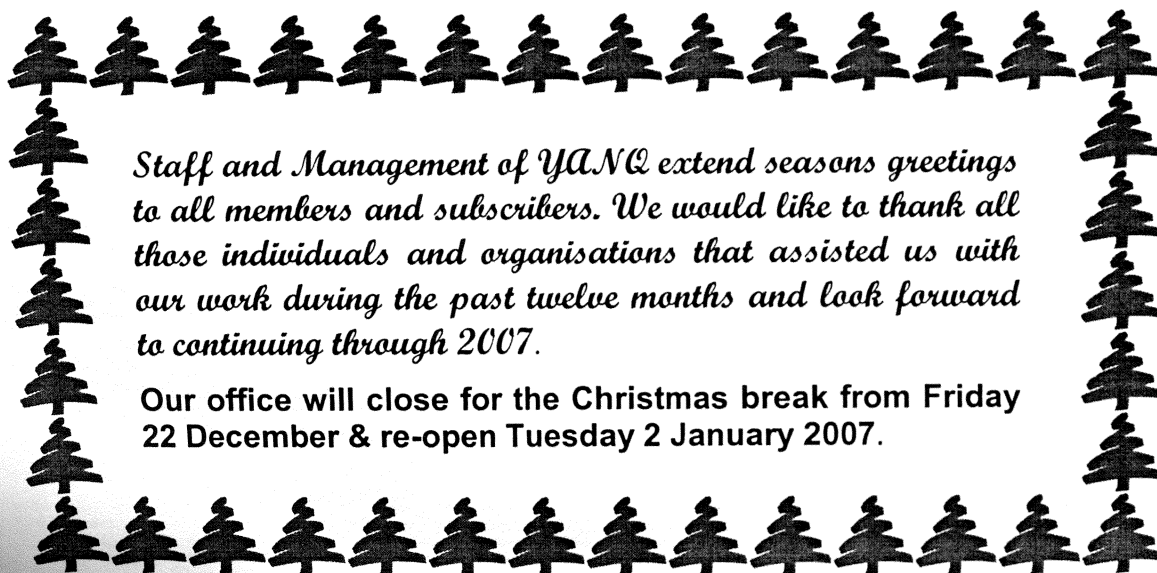 Staff and Management of YANQ extend seasons greetings
to all members and subscribers. We would like to thank all
those individuals and organisations that assisted us with
our work during the past twelve months and look forward
to continuing through 2007.
Our office will close for the Christmas break from Friday
22 December & re-open Tuesday 2 January 2007.